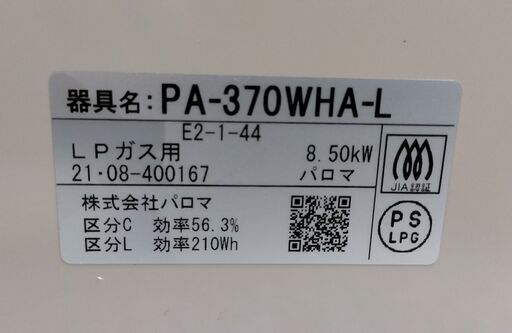 器具名：PA-370WHA-L
E2-1-44
LPガス用 8.50kW
21・08-400167 パロマ
JIA認証
株式会社パロマ
区分C 効率56.3%
区分L 効率210Wh
PS
LPG